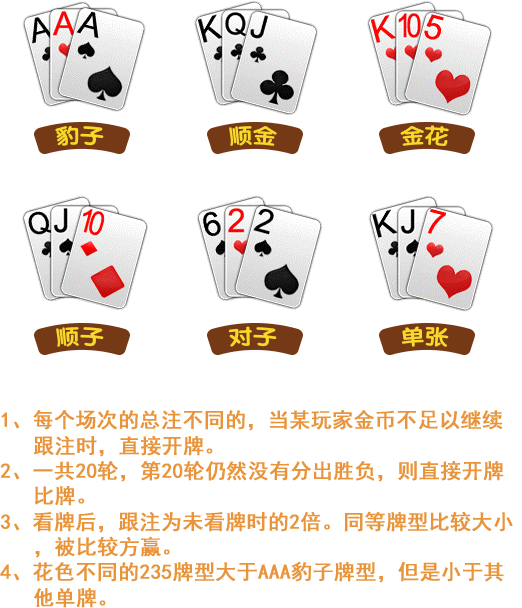 A A A
K Q J
K 10 5
豹子
顺金
金花
Q J 10
6 2 2
K J 7
顺子
对子
单张
1、每个场次的总注不同的，当某玩家金币不足以继续
跟注时，直接开牌。
2、一共20轮，第20轮仍然没有分出胜负，则直接开牌
比牌。
3、看牌后，跟注为未看牌时的2倍。同等牌型比较大小
，被比较方赢。
4、花色不同的235牌型大于AAA豹子牌型，但是小于其
他单牌。